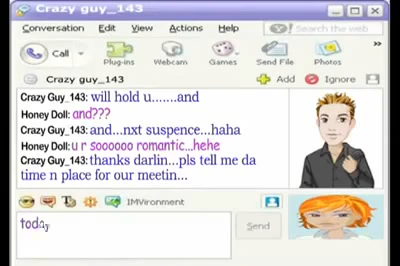 Crazy guy_143
Conversation Edit View Actions Help Search the web
Call Plug-ins Webcam Games Send File Photos
Crazy guy_143 Add Ignore
Crazy Guy_143: will hold u.......and
Honey Doll: and???
Crazy Guy_143: and...nxt suspence...haha
Honey Doll: u r soooooo romantic...hehe
Crazy Guy_143: thanks darlin...pls tell me da
time n place for our meetin...
IMVironment
today
Send